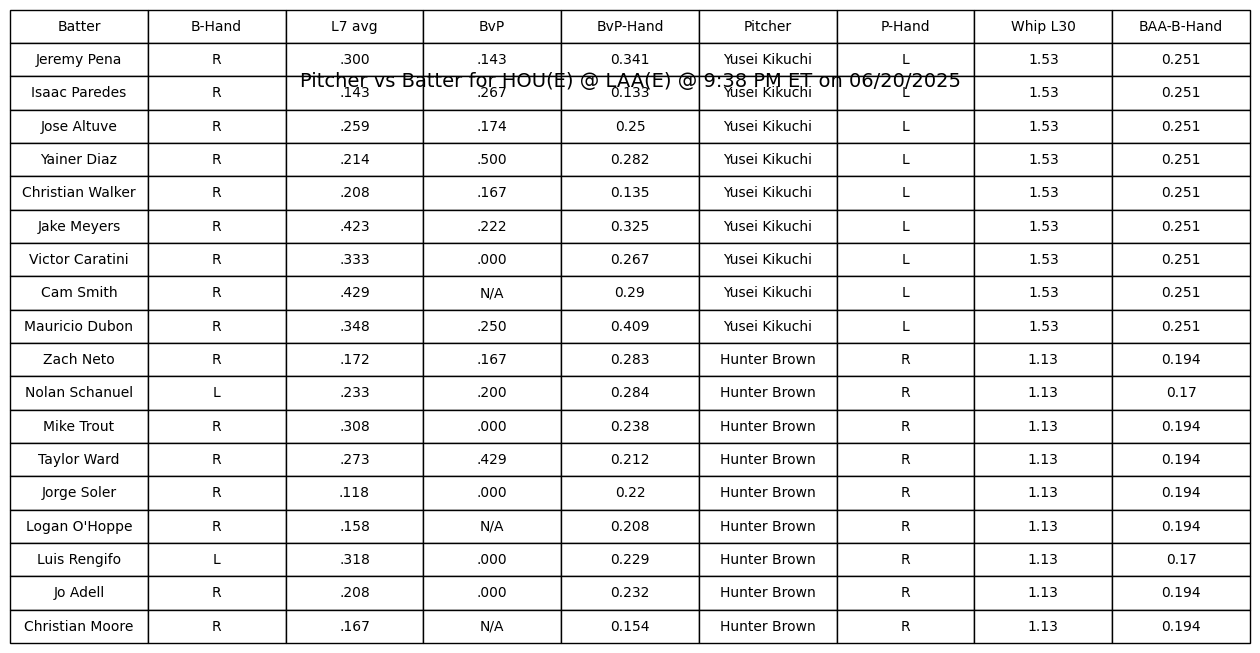 Batter B-Hand L7 avg BvP BvP-Hand Pitcher P-Hand Whip L30 BAA-B-Hand
Jeremy Pena R .300 .143 0.341 Yusei Kikuchi L 1.53 0.251
Pitcher vs Batter for HOU(E) @ LAA(E) @ 9:38 PM ET on 06/20/2025
Isaac Paredes R .143 .267 0.133 Yusei Kikuchi L 1.53 0.251
Jose Altuve R .259 .174 0.25 Yusei Kikuchi L 1.53 0.251
Yainer Diaz R .214 .500 0.282 Yusei Kikuchi L 1.53 0.251
Christian Walker R .208 .167 0.135 Yusei Kikuchi L 1.53 0.251
Jake Meyers R .423 .222 0.325 Yusei Kikuchi L 1.53 0.251
Victor Caratini R .333 .000 0.267 Yusei Kikuchi L 1.53 0.251
Cam Smith R .429 N/A 0.29 Yusei Kikuchi L 1.53 0.251
Mauricio Dubon R .348 .250 0.409 Yusei Kikuchi L 1.53 0.251
Zach Neto R .172 .167 0.283 Hunter Brown R 1.13 0.194
Nolan Schanuel L .233 .200 0.284 Hunter Brown R 1.13 0.17
Mike Trout R .308 .000 0.238 Hunter Brown R 1.13 0.194
Taylor Ward R .273 .429 0.212 Hunter Brown R 1.13 0.194
Jorge Soler R .118 .000 0.22 Hunter Brown R 1.13 0.194
Logan O'Hoppe R .158 N/A 0.208 Hunter Brown R 1.13 0.194
Luis Rengifo L .318 .000 0.229 Hunter Brown R 1.13 0.17
Jo Adell R .208 .000 0.232 Hunter Brown R 1.13 0.194
Christian Moore R .167 N/A 0.154 Hunter Brown R 1.13 0.194